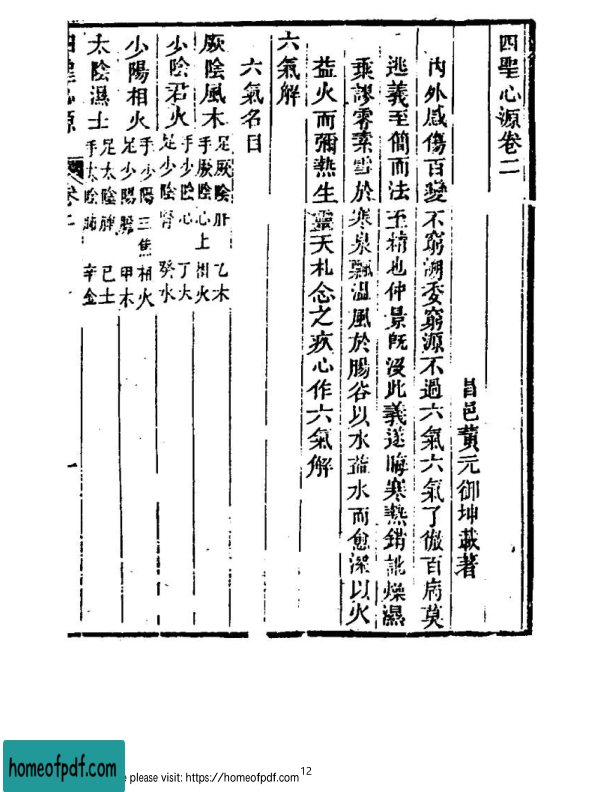 四聖心源卷二
昌邑黃元御坤載著
內外感傷百變不窮溯委窮源不過六氣六氣了徹百病莫
逃義至簡而法至精也仲景既沒此義遂晦寒熱錯訛燥濕
乘謬零素雪於寒泉飄溫風於腸谷以水益水而愈深以火
益火而彌熱生靈夭札念之疚心作六氣解
六氣解
六氣名目
厥陰風木 足厥陰肝 乙木
手厥陰心上 相火
少陰君火 手少陰心 丁火
足少陰腎 癸水
少陽相火 手少陽三焦相火
足少陽膽 甲木
太陰濕土 足太陰脾 己土
手太陰肺 辛金
四聖心源 卷二 一
homeofpdf.com
please visit: https://homeofpdf.com
12